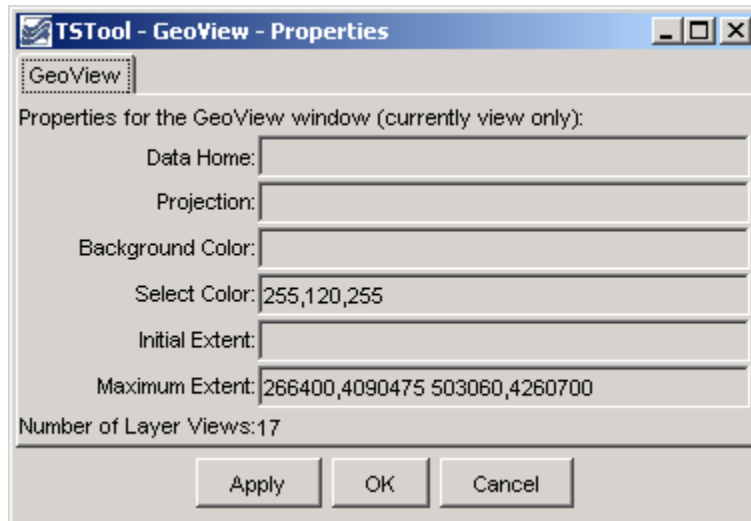 TSTool - GeoView - Properties
GeoView
Properties for the GeoView window (currently view only):
Data Home:
Projection:
Background Color:
Select Color: 255,120,255
Initial Extent:
Maximum Extent: 266400,4090475 503060,4260700
Number of Layer Views:17
Apply OK Cancel